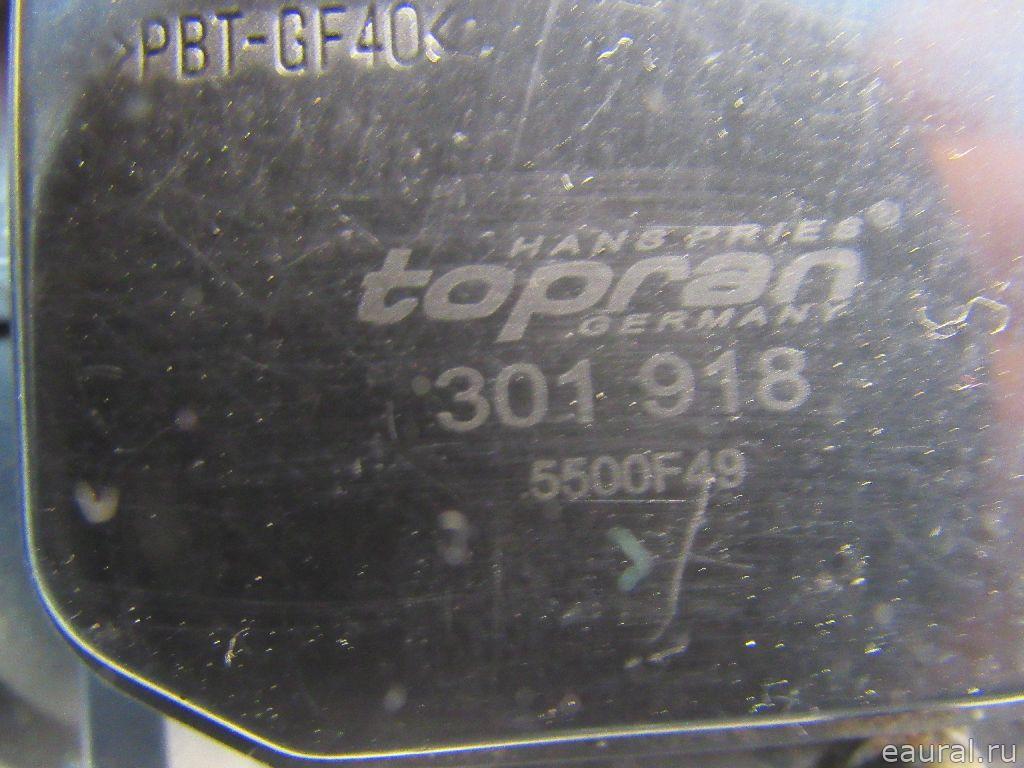 >PBT-GF40<
HANS PRIES®
topran
GERMANY
301 918
5500F49
eaural.ru